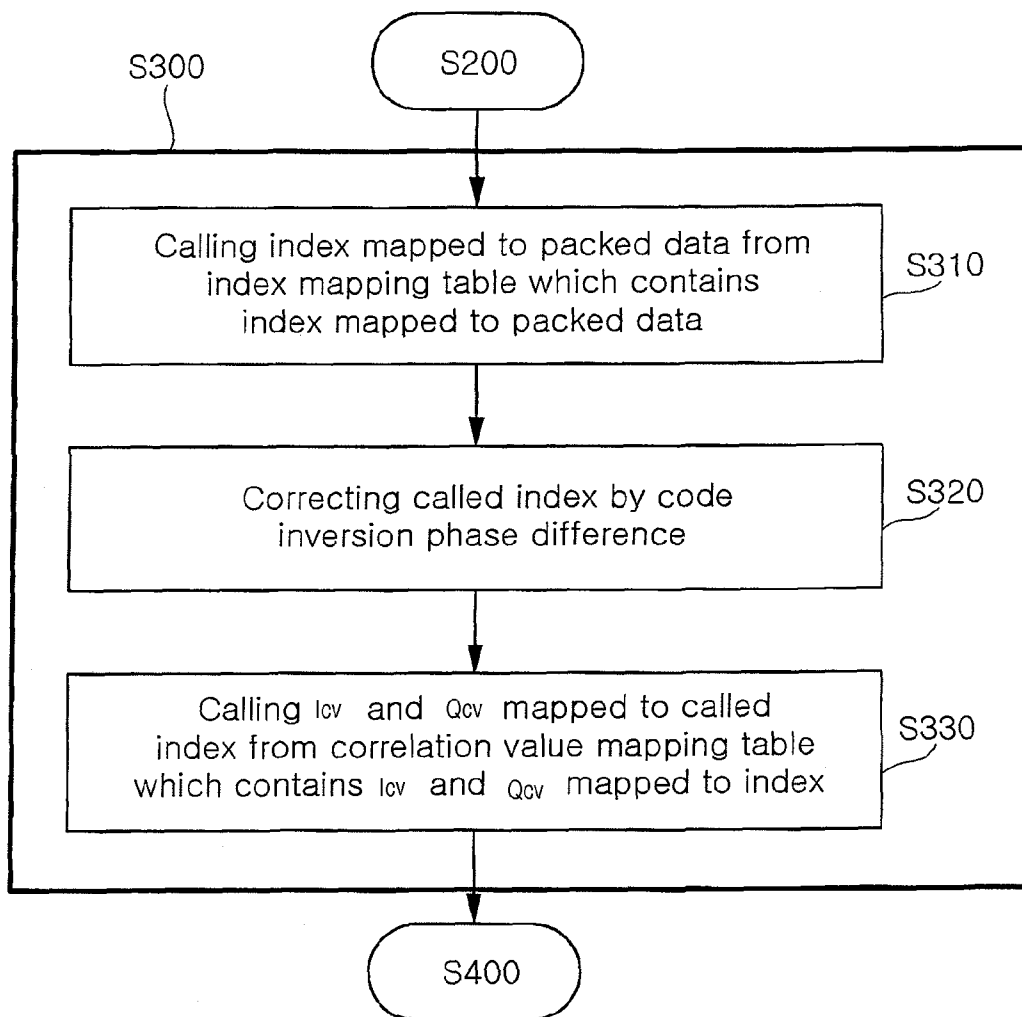 S300
S200
Calling index mapped to packed data from
index mapping table which contains
index mapped to packed data
S310
Correcting called index by code
inversion phase difference
S320
Calling Icv and Qcv mapped to called
index from correlation value mapping table
which contains Icv and Qcv mapped to index
S330
S400